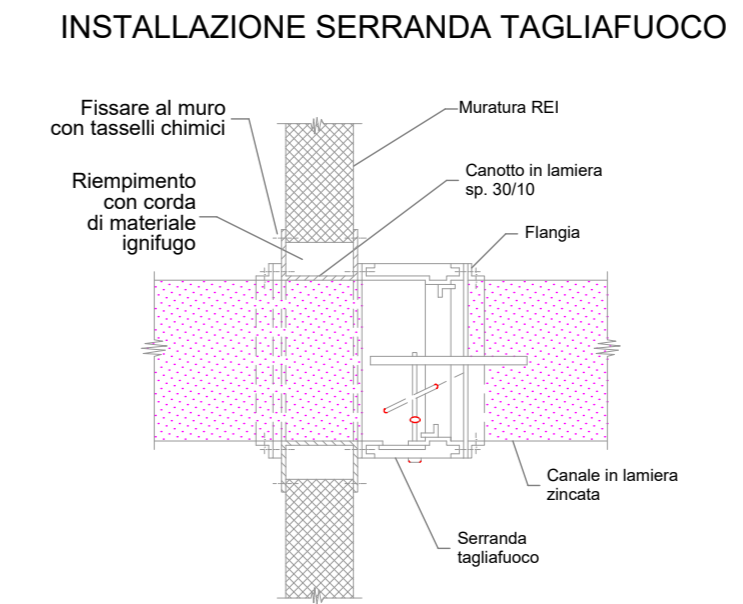 INSTALLAZIONE SERRANDA TAGLIAFUOCO
Fissare al muro
con tasselli chimici
Muratura REI
Riempimento
con corda
di materiale
ignifugo
Canotto in lamiera
sp. 30/10
Flangia
Canale in lamiera
zincata
Serranda
tagliafuoco